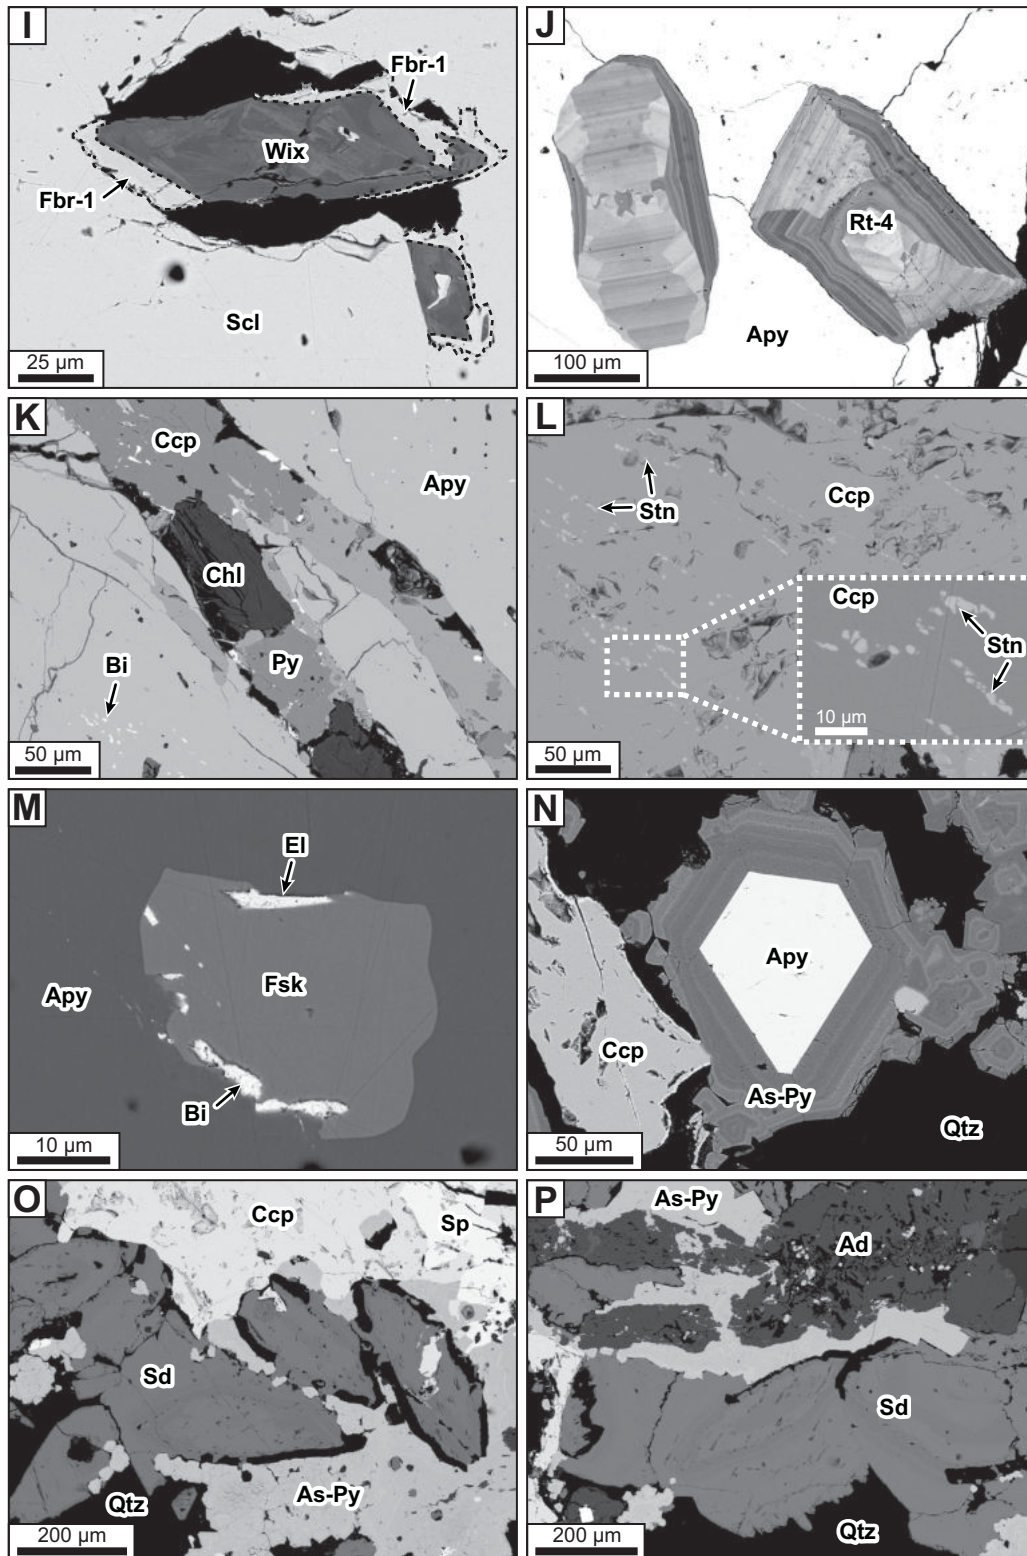 I
Fbr-1
Wix
Fbr-1
Scl
25 µm
J
Rt-4
Apy
100 µm
K
Ccp
Apy
Chl
Bi
Py
50 µm
L
Ccp
Stn
Ccp
Stn
10 µm
50 µm
M
El
Apy
Fsk
Bi
10 µm
N
Apy
Ccp
As-Py
Qtz
50 µm
O
Ccp
Sp
Sd
Qtz
As-Py
200 µm
P
As-Py
Ad
Sd
Qtz
200 µm